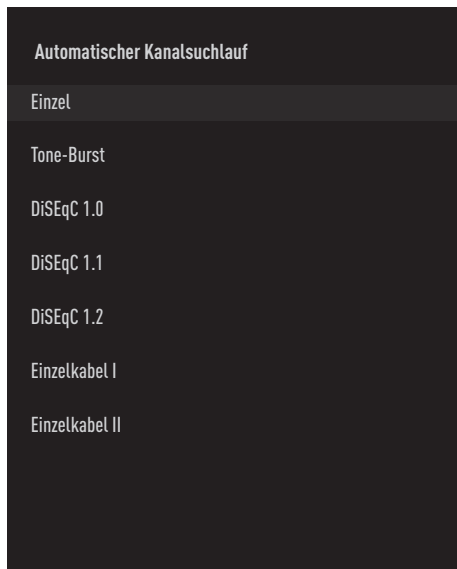 Automatischer Kanalsuchlauf
Einzel
Tone-Burst
DiSEqC 1.0
DiSEqC 1.1
DiSEqC 1.2
Einzelkabel I
Einzelkabel II